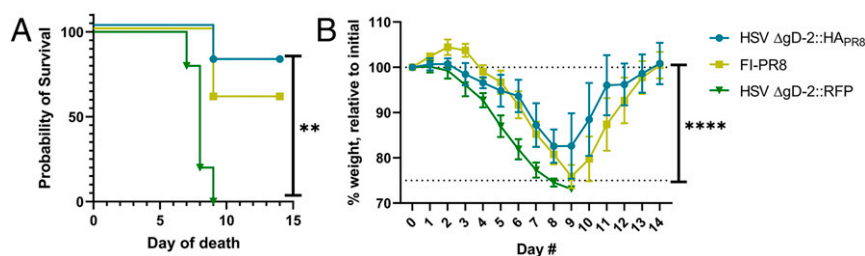 A
Probability of Survival
100
50
0
0 5 10 15
Day of death
**
B
% weight, relative to initial
110
100
90
80
70
0 1 2 3 4 5 6 7 8 9 10 11 12 13 14
Day #
HSV ΔgD-2::HAPR8
FI-PR8
HSV ΔgD-2::RFP
****